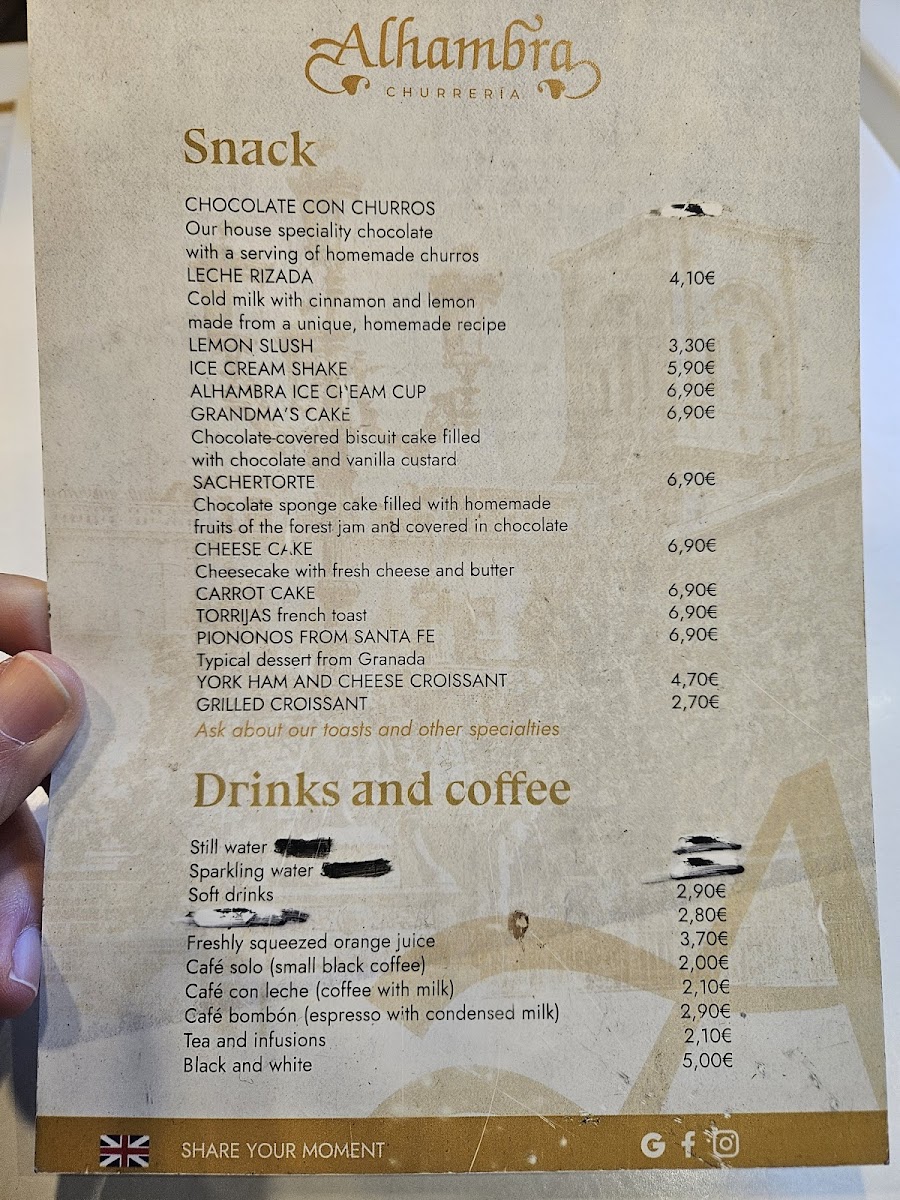 Alhambra
CHURRERÍA
Snack
CHOCOLATE CON CHURROS
Our house speciality chocolate
with a serving of homemade churros
LECHE RIZADA 4,10€
Cold milk with cinnamon and lemon
made from a unique, homemade recipe
LEMON SLUSH 3,30€
ICE CREAM SHAKE 5,90€
ALHAMBRA ICE CREAM CUP 6,90€
GRANDMA'S CAKE 6,90€
Chocolate-covered biscuit cake filled
with chocolate and vanilla custard
SACHERTORTE 6,90€
Chocolate sponge cake filled with homemade
fruits of the forest jam and covered in chocolate
CHEESE CAKE 6,90€
Cheesecake with fresh cheese and butter
CARROT CAKE 6,90€
TORRIJAS french toast 6,90€
PIONONOS FROM SANTA FE 6,90€
Typical dessert from Granada
YORK HAM AND CHEESE CROISSANT 4,70€
GRILLED CROISSANT 2,70€
Ask about our toasts and other specialties
Drinks and coffee
Still water
Sparkling water
Soft drinks 2,90€
2,80€
Freshly squeezed orange juice 3,70€
Café solo (small black coffee) 2,00€
Café con leche (coffee with milk) 2,10€
Café bombón (espresso with condensed milk) 2,90€
Tea and infusions 2,10€
Black and white 5,00€
SHARE YOUR MOMENT